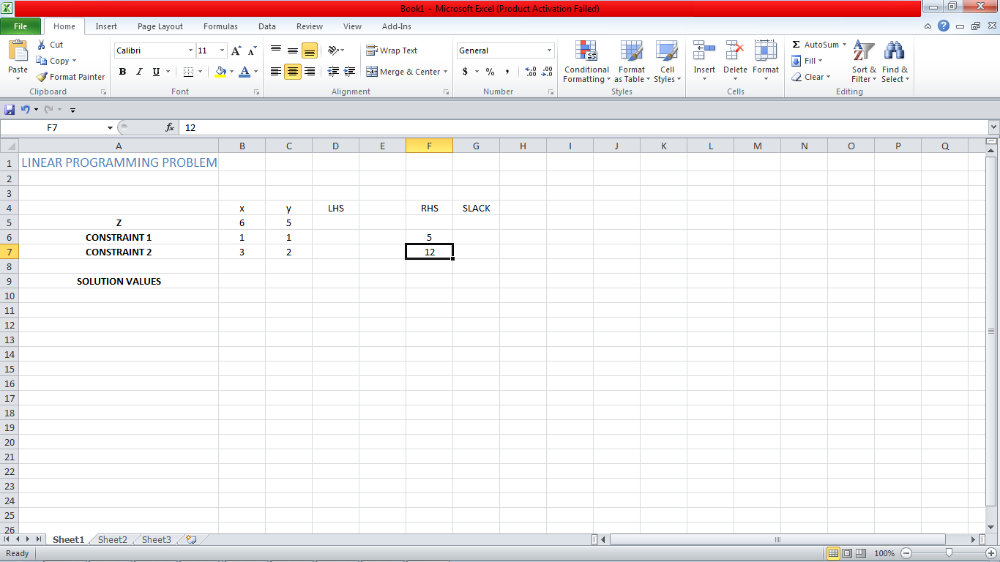 Book1 - Microsoft Excel (Product Activation Failed)
File Home Insert Page Layout Formulas Data Review View Add-Ins
Paste
Cut
Copy
Format Painter
Clipboard
Calibri 11
B I U A
Font
Wrap Text
Merge & Center
Alignment
General
$ % ,
Number
Conditional Formatting
Format as Table
Cell Styles
Styles
Insert Delete Format
Cells
Σ AutoSum
Fill
Clear
Sort & Filter
Find & Select
Editing
F7 fx 12
A B C D E F G H I J K L M N O P Q
1 LINEAR PROGRAMMING PROBLEM
2
3
4 x y LHS RHS SLACK
5 Z 6 5
6 CONSTRAINT 1 1 1 5
7 CONSTRAINT 2 3 2 12
8
9 SOLUTION VALUES
10
11
12
13
14
15
16
17
18
19
20
21
22
23
24
25
26
Sheet1 Sheet2 Sheet3
Ready 100%